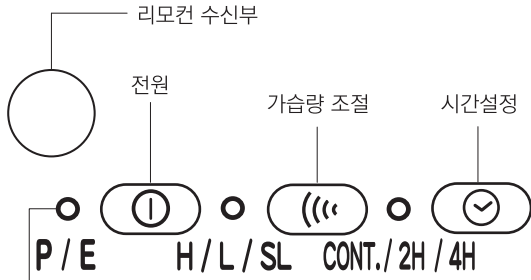 리모컨 수신부
전원
가습량 조절
시간설정
P / E
H / L / SL
CONT. / 2H / 4H